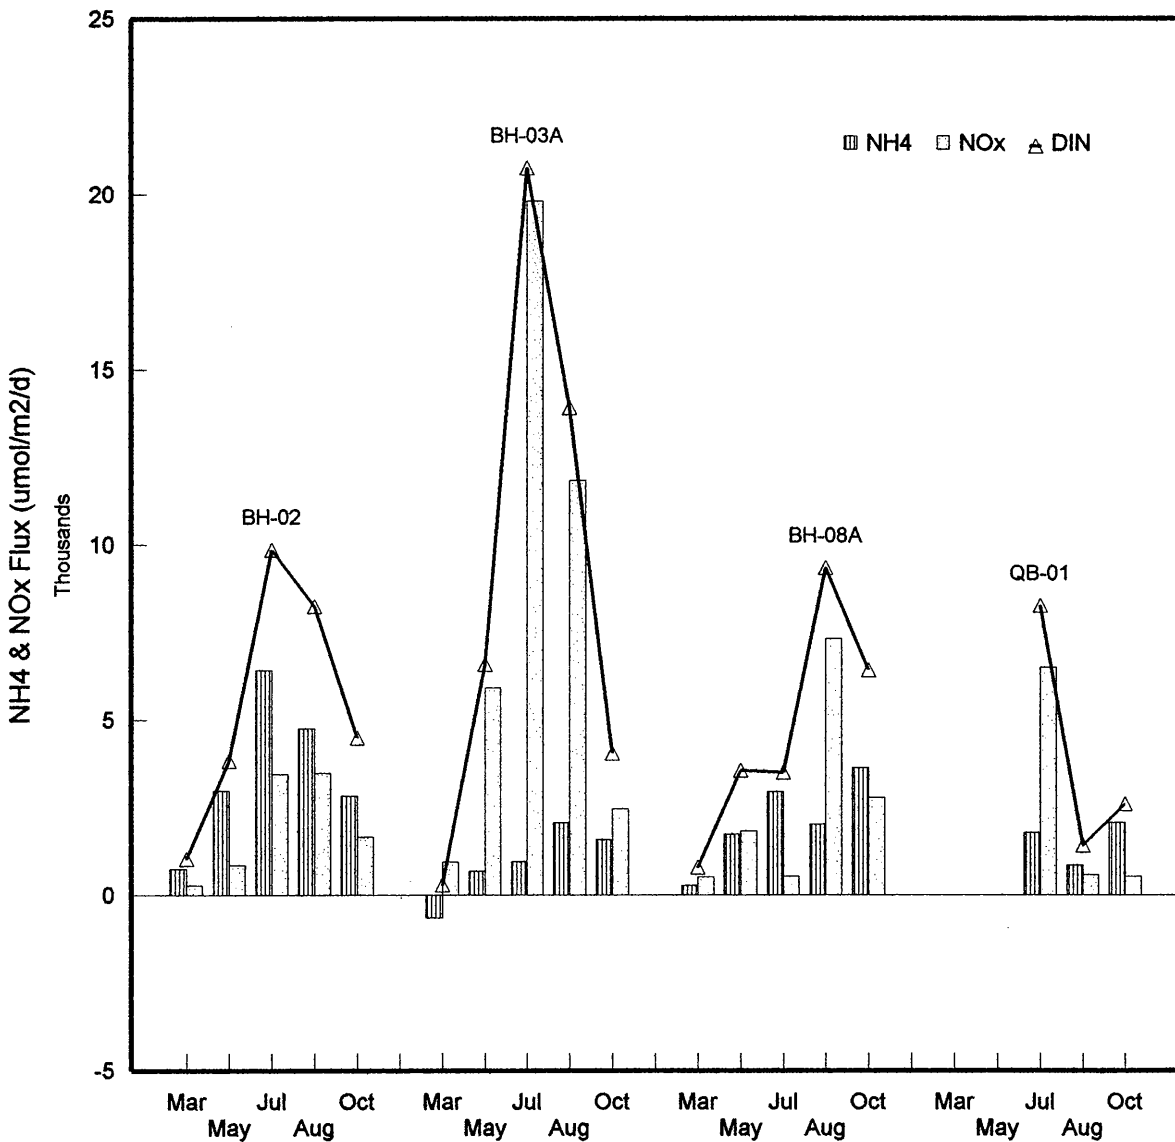 25
20
15
10
5
0
-5
NH4 & NOx Flux (umol/m2/d)
Thousands
BH-02
BH-03A
BH-08A
QB-01
NH4 NOx DIN
Mar Jul Oct Mar Jul Oct Mar Jul Oct Mar Jul Oct
May Aug May Aug May Aug May Aug